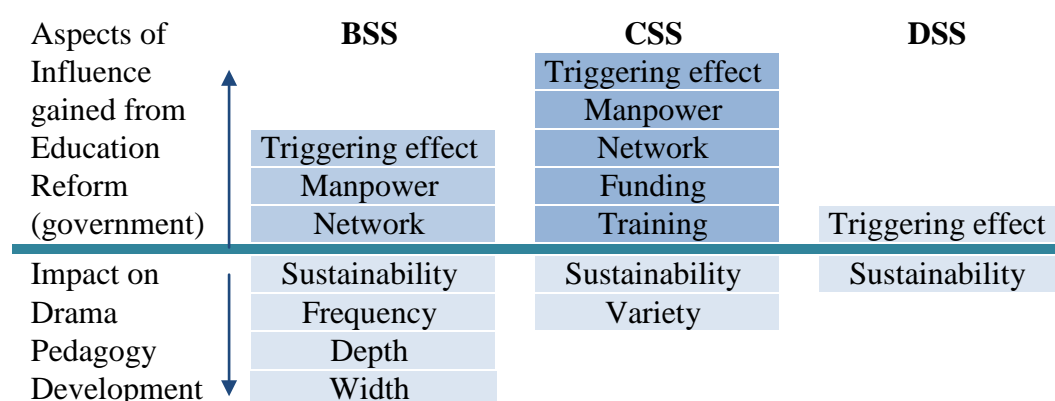 Aspects of BSS CSS DSS
Influence Triggering effect
gained from Manpower
Education Triggering effect Network
Reform Manpower Funding
(government) Network Training Triggering effect
Impact on Sustainability Sustainability Sustainability
Drama Frequency Variety
Pedagogy Depth
Development Width